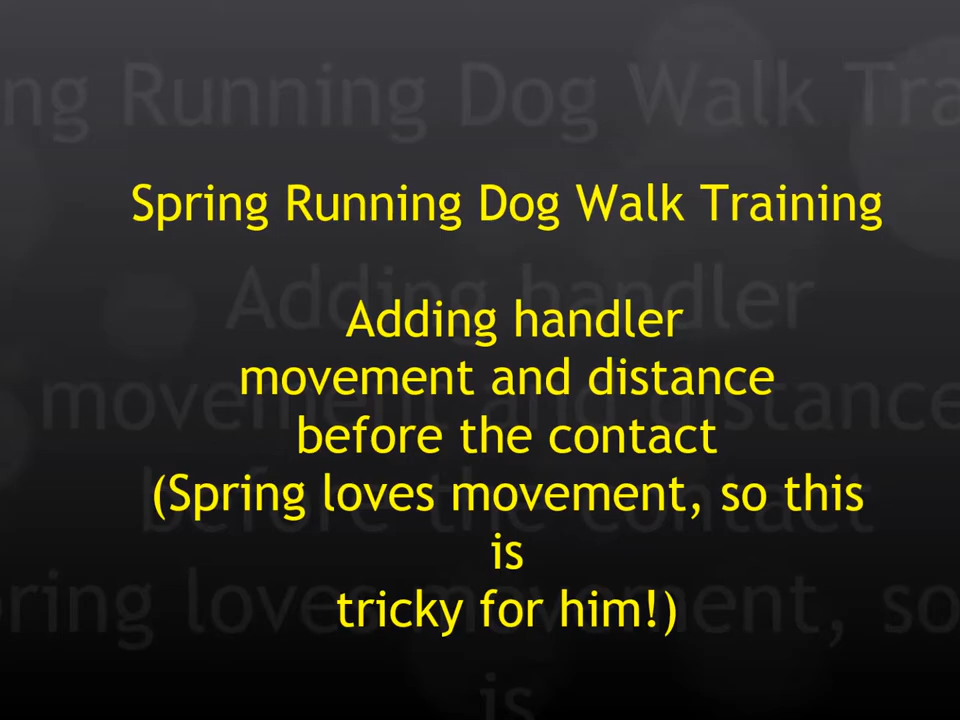 Spring Running Dog Walk Training
Adding handler
movement and distance
before the contact
(Spring loves movement, so this
is
tricky for him!)